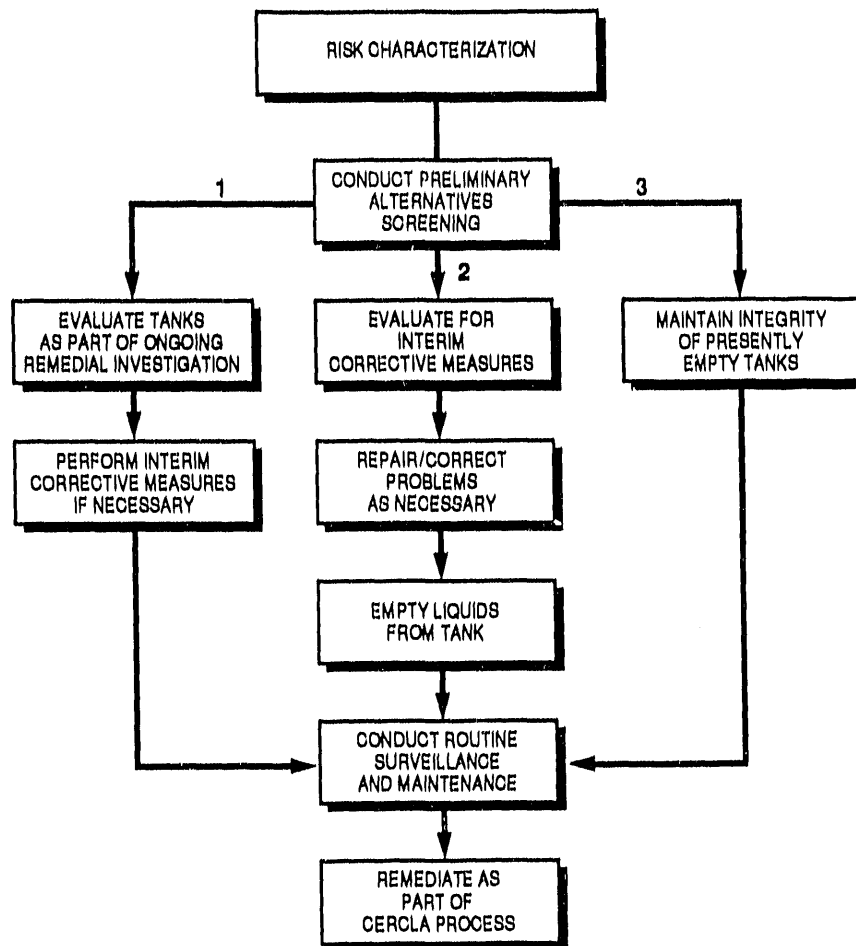 RISK CHARACTERIZATION
CONDUCT PRELIMINARY
ALTERNATIVES
SCREENING
1
3
2
EVALUATE TANKS
AS PART OF ONGOING
REMEDIAL INVESTIGATION
EVALUATE FOR
INTERIM
CORRECTIVE MEASURES
MAINTAIN INTEGRITY
OF PRESENTLY
EMPTY TANKS
PERFORM INTERIM
CORRECTIVE MEASURES
IF NECESSARY
REPAIR/CORRECT
PROBLEMS
AS NECESSARY
EMPTY LIQUIDS
FROM TANK
CONDUCT ROUTINE
SURVEILLANCE
AND MAINTENANCE
REMEDIATE AS
PART OF
CERCLA PROCESS